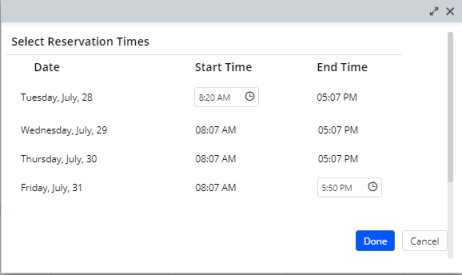 Select Reservation Times
Date Start Time End Time
Tuesday, July, 28 8:20 AM 05:07 PM
Wednesday, July, 29 08:07 AM 05:07 PM
Thursday, July, 30 08:07 AM 05:07 PM
Friday, July, 31 08:07 AM 5:50 PM
Done Cancel